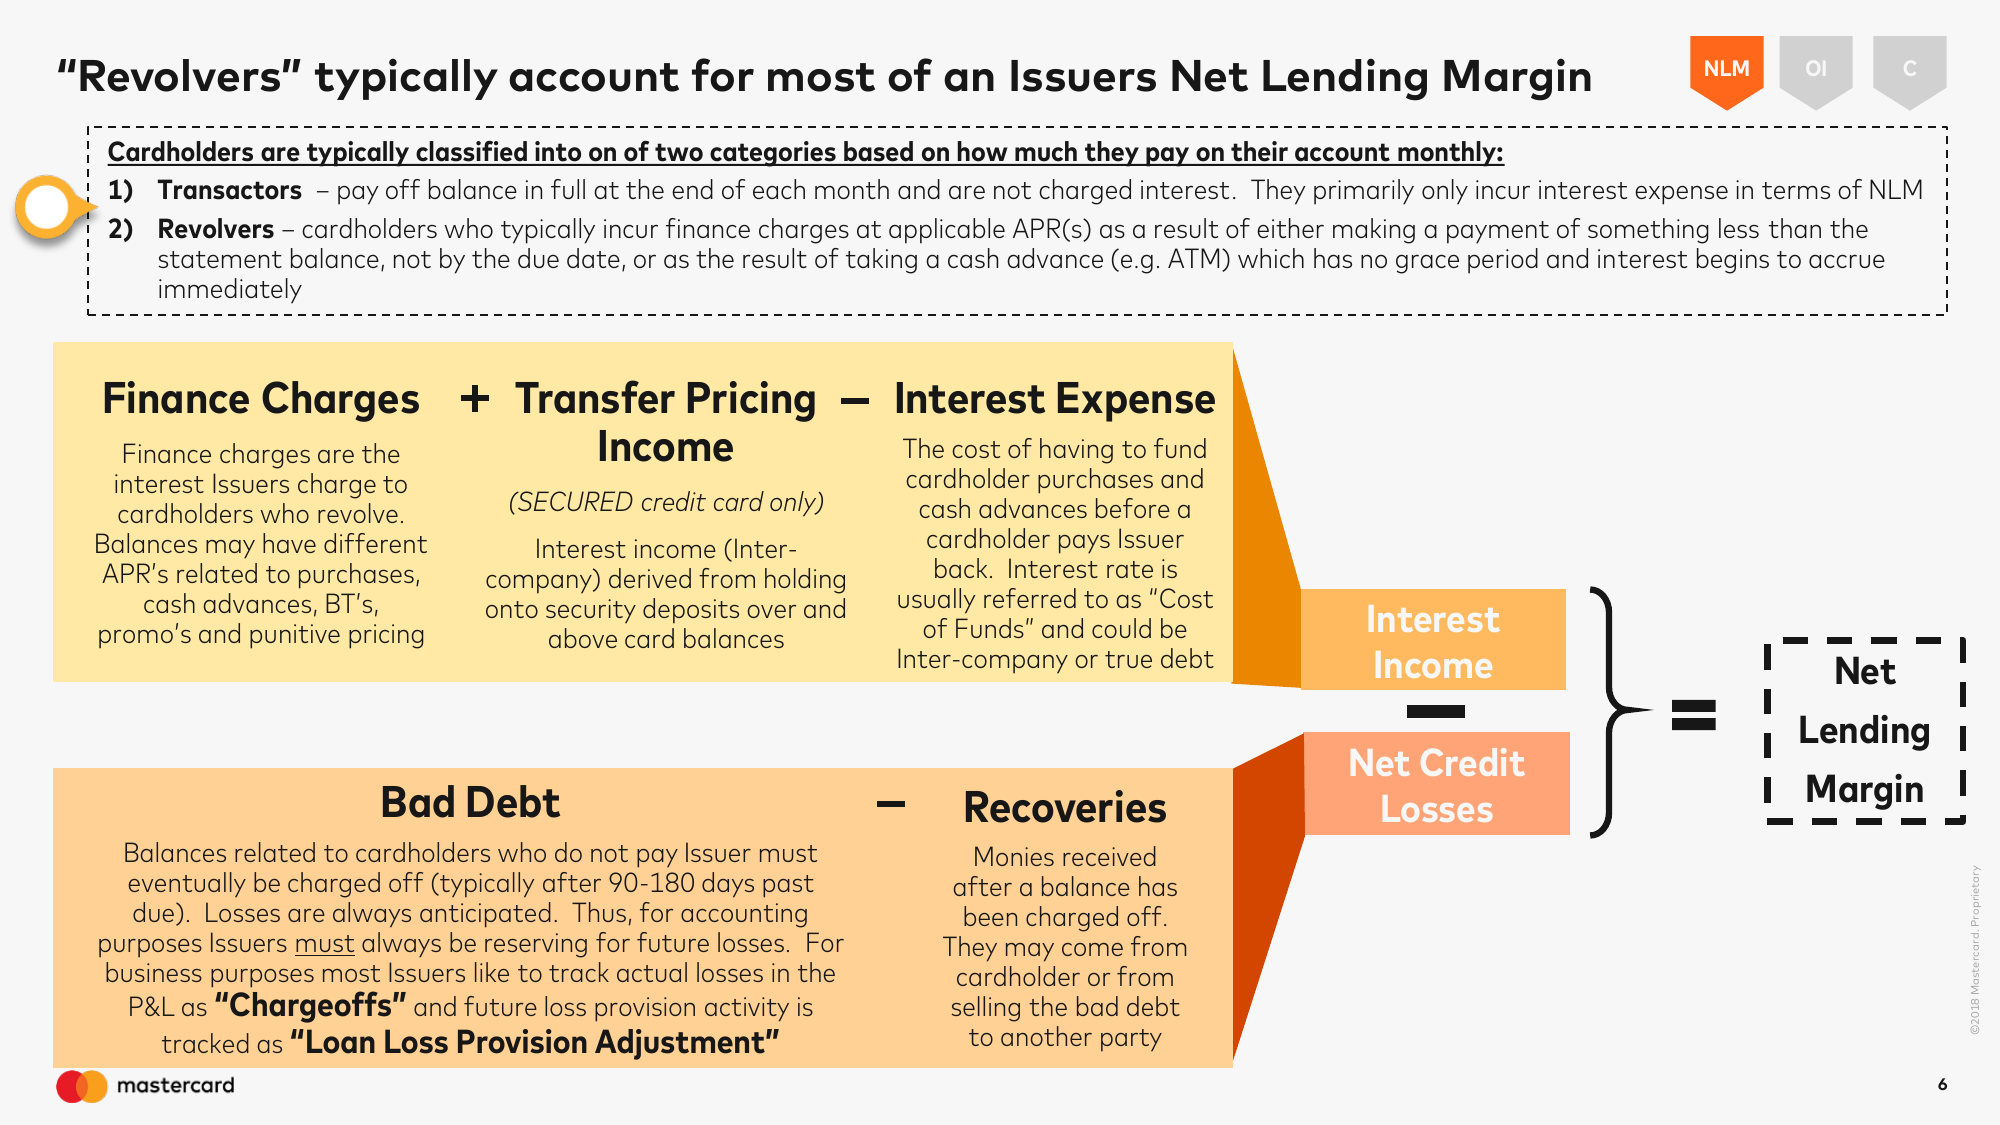 “Revolvers” typically account for most of an Issuers Net Lending Margin
NLM
OI
C
Cardholders are typically classified into on of two categories based on how much they pay on their account monthly:
1) Transactors – pay off balance in full at the end of each month and are not charged interest. They primarily only incur interest expense in terms of NLM
2) Revolvers – cardholders who typically incur finance charges at applicable APR(s) as a result of either making a payment of something less than the
statement balance, not by the due date, or as the result of taking a cash advance (e.g. ATM) which has no grace period and interest begins to accrue
immediately
Finance Charges
Finance charges are the
interest Issuers charge to
cardholders who revolve.
Balances may have different
APR’s related to purchases,
cash advances, BT’s,
promo’s and punitive pricing
+
Transfer Pricing
Income
(SECURED credit card only)
Interest income (Inter-
company) derived from holding
onto security deposits over and
above card balances
–
Interest Expense
The cost of having to fund
cardholder purchases and
cash advances before a
cardholder pays Issuer
back. Interest rate is
usually referred to as “Cost
of Funds” and could be
Inter-company or true debt
Interest
Income
–
Net Credit
Losses
=
Net
Lending
Margin
Bad Debt
Balances related to cardholders who do not pay Issuer must
eventually be charged off (typically after 90-180 days past
due). Losses are always anticipated. Thus, for accounting
purposes Issuers must always be reserving for future losses. For
business purposes most Issuers like to track actual losses in the
P&L as “Chargeoffs” and future loss provision activity is
tracked as “Loan Loss Provision Adjustment”
–
Recoveries
Monies received
after a balance has
been charged off.
They may come from
cardholder or from
selling the bad debt
to another party
©2018 Mastercard. Proprietary
mastercard
6